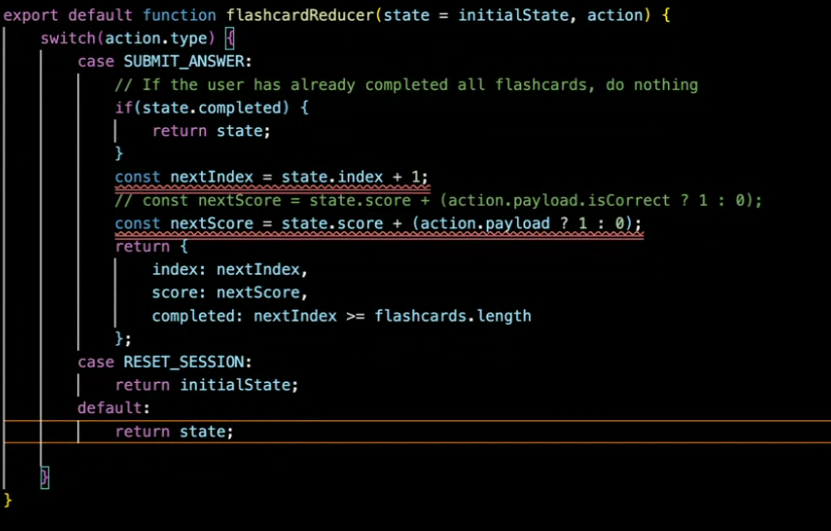 export default function flashcardReducer(state = initialState, action) {
    switch(action.type) {
        case SUBMIT_ANSWER:
            // If the user has already completed all flashcards, do nothing
            if(state.completed) {
                return state;
            }
            const nextIndex = state.index + 1;
            // const nextScore = state.score + (action.payload.isCorrect ? 1 : 0);
            const nextScore = state.score + (action.payload ? 1 : 0);
            return {
                index: nextIndex,
                score: nextScore,
                completed: nextIndex >= flashcards.length
            };
        case RESET_SESSION:
            return initialState;
        default:
            return state;
    }
}